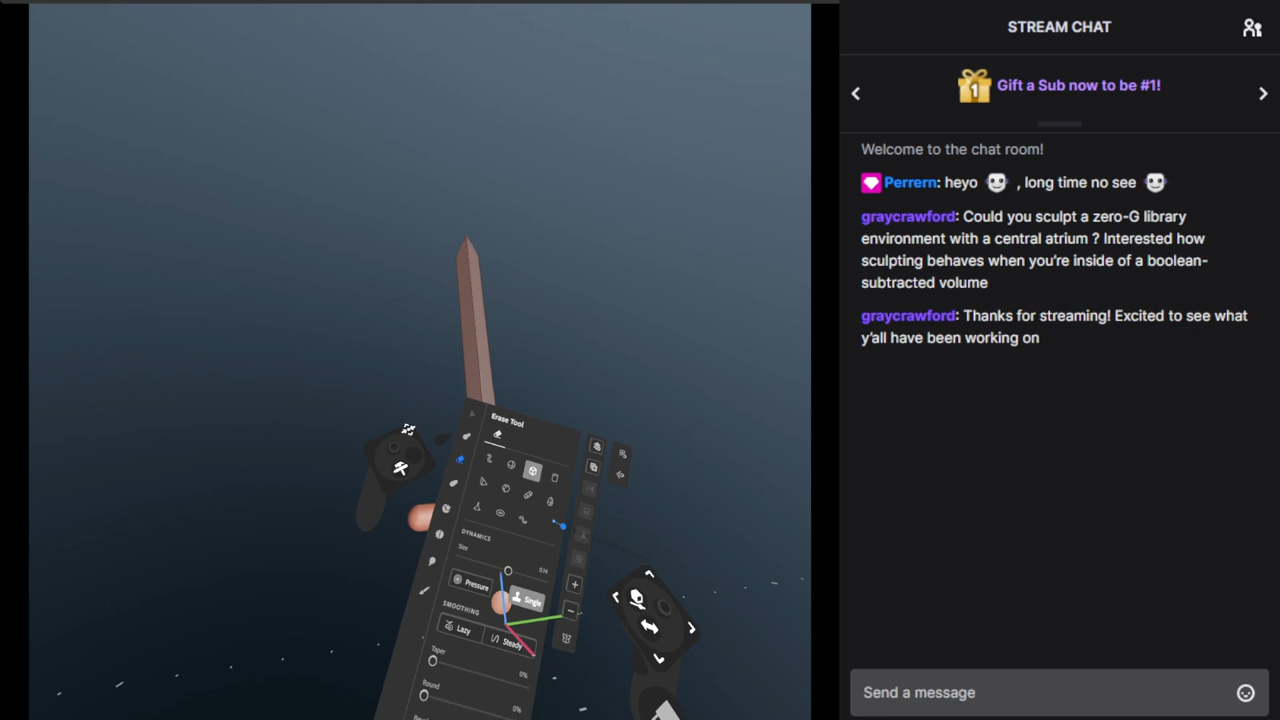 STREAM CHAT
1
Gift a Sub now to be #1!
Welcome to the chat room!
Perrern: heyo , long time no see
graycrawford: Could you sculpt a zero-G library
environment with a central atrium ? Interested how
sculpting behaves when you're inside of a boolean-
subtracted volume
graycrawford: Thanks for streaming! Excited to see what
y'all have been working on
Send a message
Erase Tool
DYNAMICS
Size
Pressure
Single
SMOOTHING
Lazy
Steady
Taper
0%
Round
0%